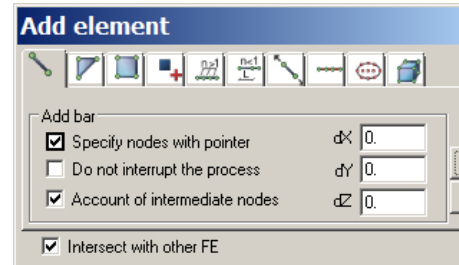 Add element
Add bar
Specify nodes with pointer dX 0.
Do not interrupt the process dY 0.
Account of intermediate nodes dZ 0.
Intersect with other FE